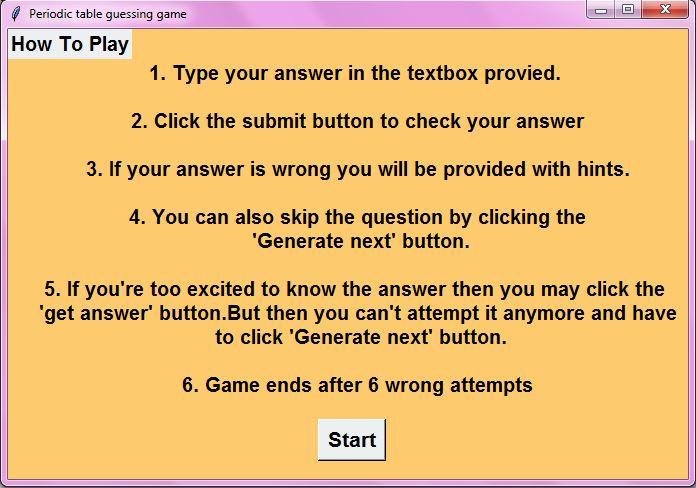 Periodic table guessing game
How To Play
1. Type your answer in the textbox provied.
2. Click the submit button to check your answer
3. If your answer is wrong you will be provided with hints.
4. You can also skip the question by clicking the
'Generate next' button.
5. If you're too excited to know the answer then you may click the
'get answer' button.But then you can't attempt it anymore and have
to click 'Generate next' button.
6. Game ends after 6 wrong attempts
Start